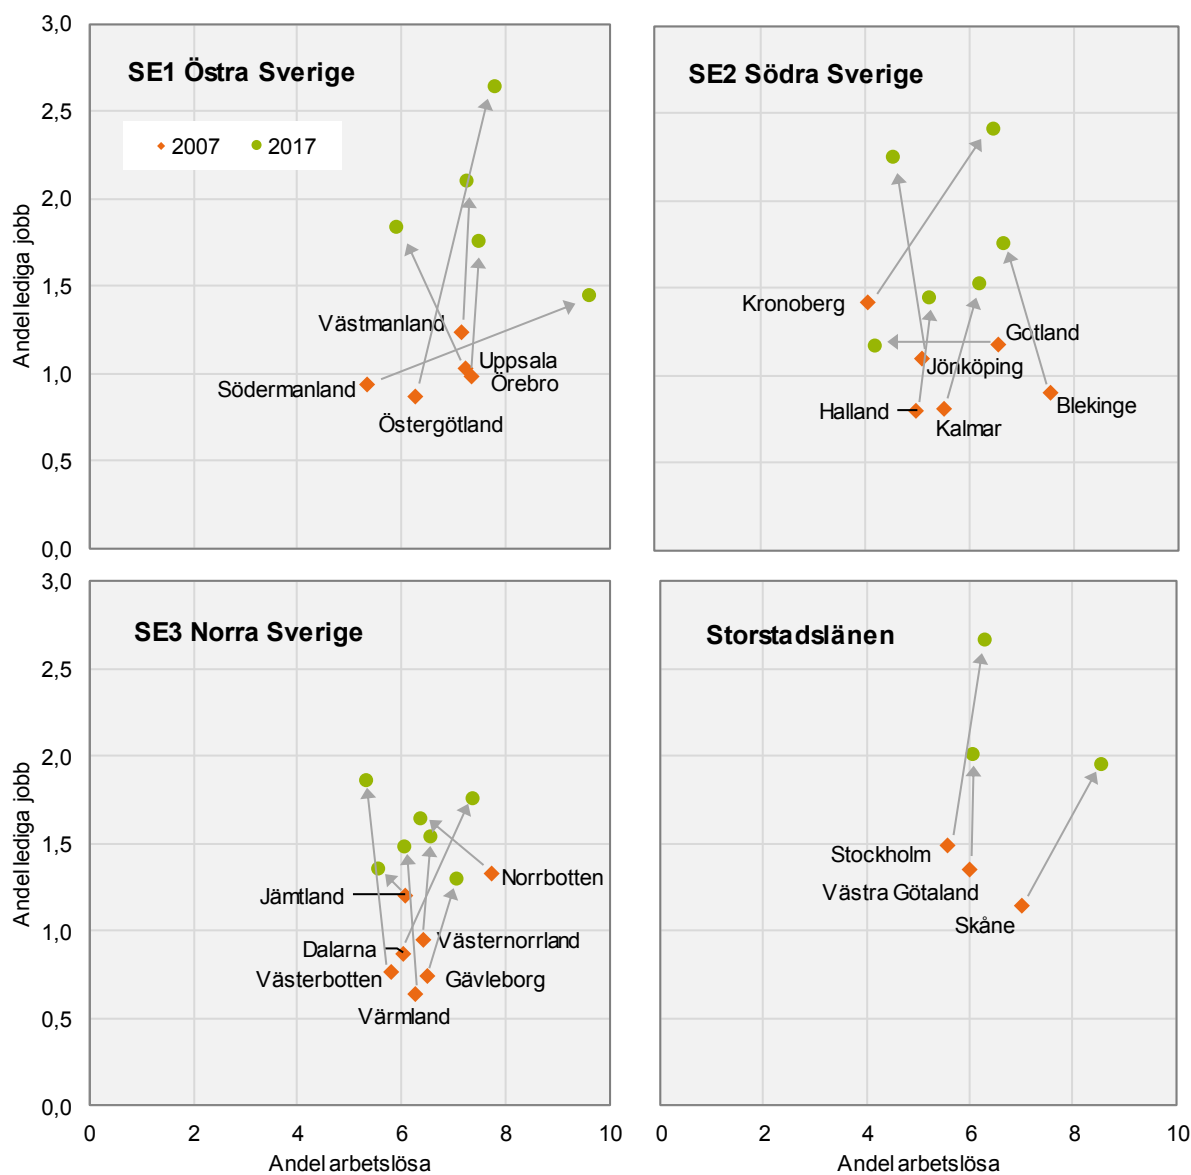 3,0
2,5
2,0
1,5
1,0
0,5
0,0
Andel lediga jobb
SE1 Östra Sverige
2007 2017
Västmanland
Uppsala
Örebro
Södermanland
Östergötland
SE2 Södra Sverige
Kronoberg
Gotland
Jönköping
Halland
Kalmar
Blekinge
3,0
2,5
2,0
1,5
1,0
0,5
0,0
Andel lediga jobb
SE3 Norra Sverige
Norrbotten
Jämtland
Dalarna
Västernorrland
Västerbotten
Gävleborg
Värmland
0 2 4 6 8 10
Andel arbetslösa
Storstadslänen
Stockholm
Västra Götaland
Skåne
0 2 4 6 8 10
Andel arbetslösa